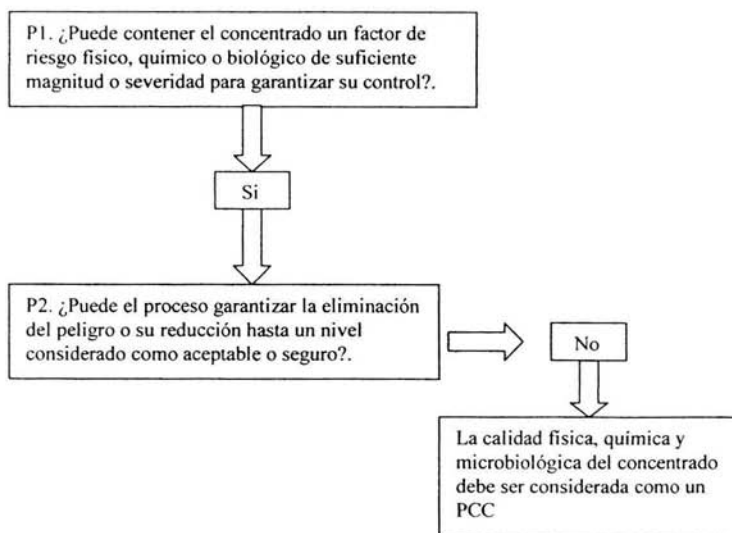 P1. ¿Puede contener el concentrado un factor de
riesgo físico, químico o biológico de suficiente
magnitud o severidad para garantizar su control?.
Si
P2. ¿Puede el proceso garantizar la eliminación
del peligro o su reducción hasta un nivel
considerado como aceptable o seguro?.
No
La calidad física, química y
microbiológica del concentrado
debe ser considerada como un
PCC